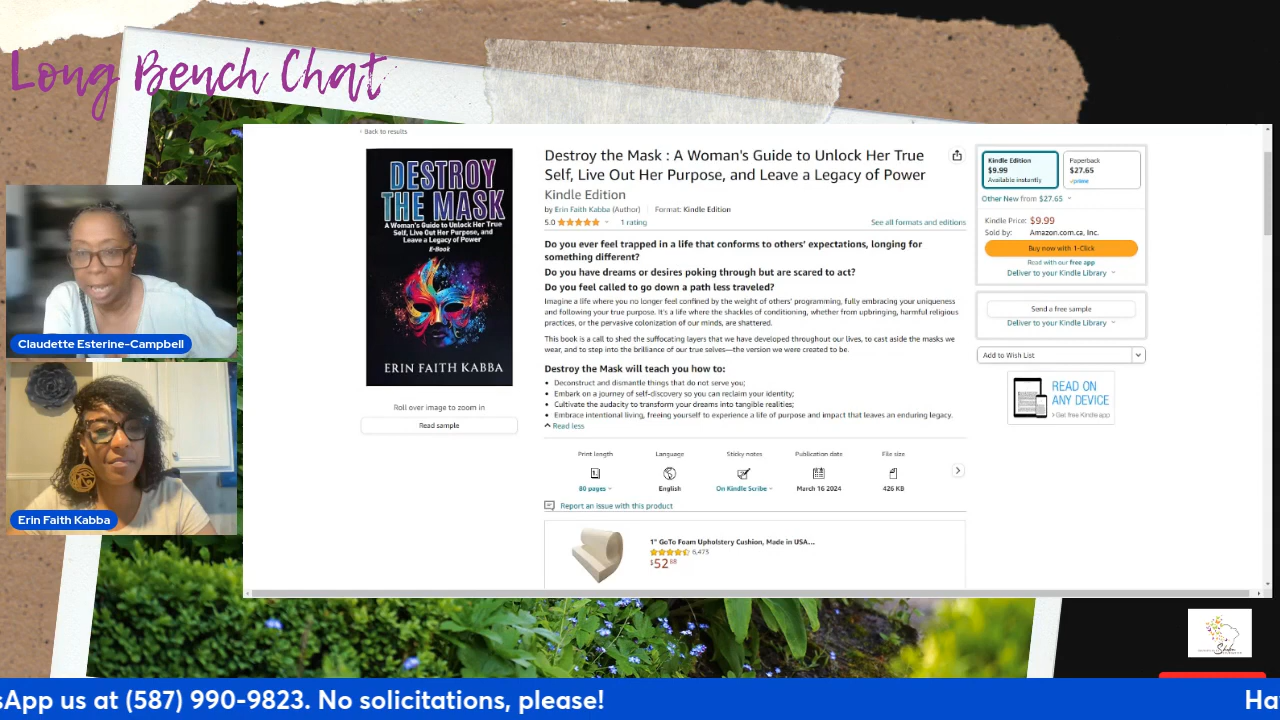 Long Bench Chat
Back to results
DESTROY
THE MASK
A Woman's Guide to Unlock Her True
Self, Live Out Her Purpose, and
Leave a Legacy of Power
E-Book
ERIN FAITH KABBA
Roll over image to zoom in
Read sample
Destroy the Mask : A Woman's Guide to Unlock Her True
Self, Live Out Her Purpose, and Leave a Legacy of Power
Kindle Edition
by Erin Faith Kabba (Author) Format: Kindle Edition
5.0 1 rating See all formats and editions
Do you ever feel trapped in a life that conforms to others' expectations, longing for
something different?
Do you have dreams or desires poking through but are scared to act?
Do you feel called to go down a path less traveled?
Imagine a life where you no longer feel confined by the weight of others' programming, fully embracing your uniqueness
and following your true purpose. It's a life where the shackles of conditioning, whether from upbringing, harmful religious
practices, or the pervasive colonization of our minds, are shattered.
This book is a call to shed the suffocating layers that we have developed throughout our lives, to cast aside the masks we
wear, and to step into the brilliance of our true selves—the version we were created to be.
Destroy the Mask will teach you how to:
• Deconstruct and dismantle things that do not serve you;
• Embark on a journey of self-discovery so you can reclaim your identity;
• Cultivate the audacity to transform your dreams into tangible realities;
• Embrace intentional living, freeing yourself to experience a life of purpose and impact that leaves an enduring legacy.
Read less
Print length Language Sticky notes Publication date File size
80 pages English On Kindle Scribe March 16 2024 426 KB
Report an issue with this product
1" GoTo Foam Upholstery Cushion, Made in USA...
6,473
$52
Kindle Edition
$9.99
Available instantly
Paperback
$27.65
prime
Other New from $27.65
Kindle Price: $9.99
Sold by: Amazon.com.ca, Inc.
Buy now with 1-Click
Read with our free app
Deliver to your Kindle Library
Send a free sample
Deliver to your Kindle Library
Add to Wish List
READ ON
ANY DEVICE
Get free Kindle app
Claudette Esterine-Campbell
Erin Faith Kabba
sApp us at (587) 990-9823. No solicitations, please! Ha